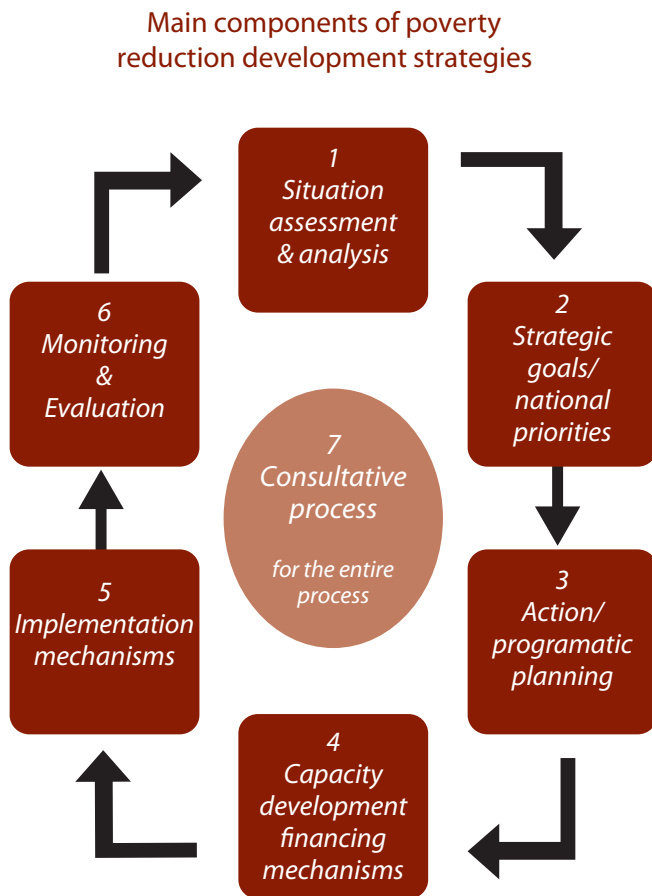 Main components of poverty
reduction development strategies
1
Situation
assessment
& analysis
2
Strategic
goals/
national
priorities
3
Action/
programatic
planning
4
Capacity
development
financing
mechanisms
5
Implementation
mechanisms
6
Monitoring
&
Evaluation
7
Consultative
process
for the entire
process